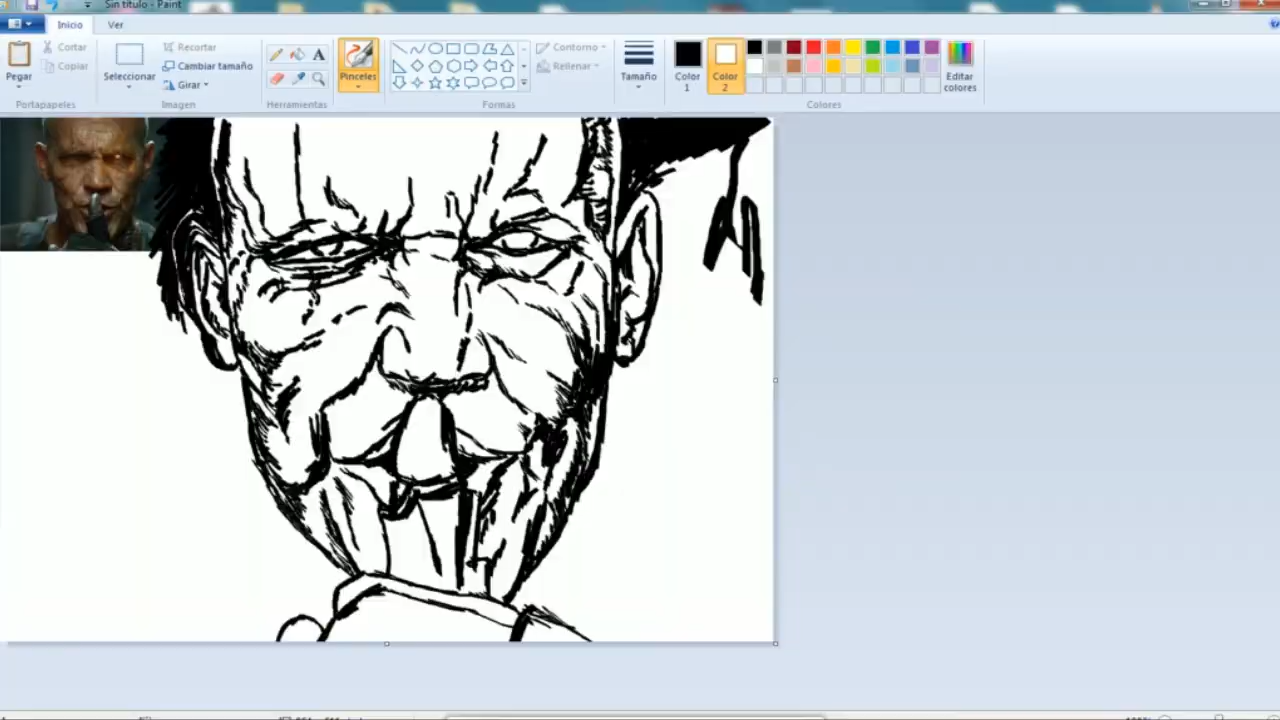 Sin título - Paint
Inicio Ver
Pegar
Cortar
Copiar
Portapapeles
Seleccionar
Recortar
Cambiar tamaño
Girar
Imagen
A
Herramientas
Pinceles
Contorno
Rellenar
Formas
Tamaño
Color
1
Color
2
Colores
Editar
colores